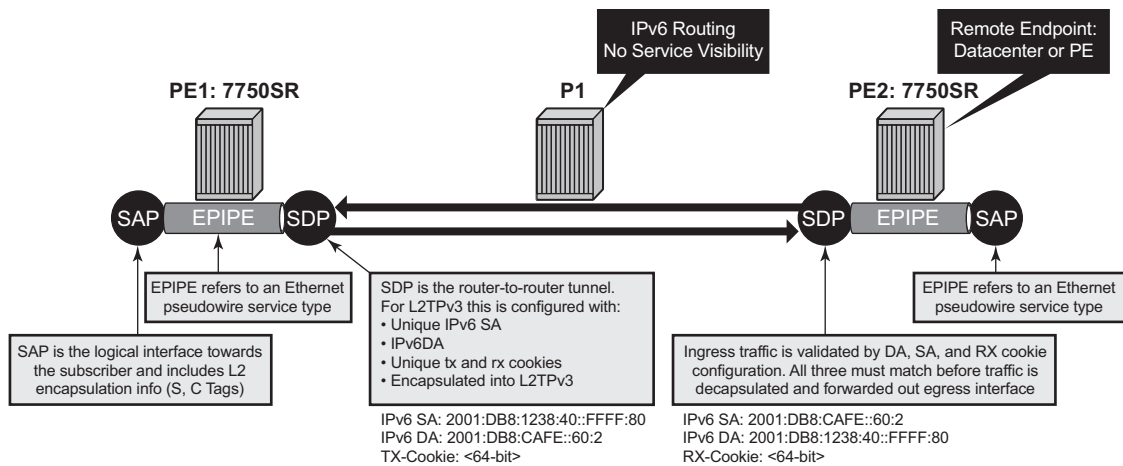 IPv6 Routing
No Service Visibility
Remote Endpoint:
Datacenter or PE
PE1: 7750SR
P1
PE2: 7750SR
SAP
EPIPE
SDP
SDP
EPIPE
SAP
EPIPE refers to an Ethernet
pseudowire service type
SAP is the logical interface towards
the subscriber and includes L2
encapsulation info (S, C Tags)
SDP is the router-to-router tunnel.
For L2TPv3 this is configured with:
• Unique IPv6 SA
• IPv6DA
• Unique tx and rx cookies
• Encapsulated into L2TPv3
IPv6 SA: 2001:DB8:1238:40::FFFF:80
IPv6 DA: 2001:DB8:CAFE::60:2
TX-Cookie: <64-bit>
EPIPE refers to an Ethernet
pseudowire service type
Ingress traffic is validated by DA, SA, and RX cookie
configuration. All three must match before traffic is
decapsulated and forwarded out egress interface
IPv6 SA: 2001:DB8:CAFE::60:2
IPv6 DA: 2001:DB8:1238:40::FFFF:80
RX-Cookie: <64-bit>